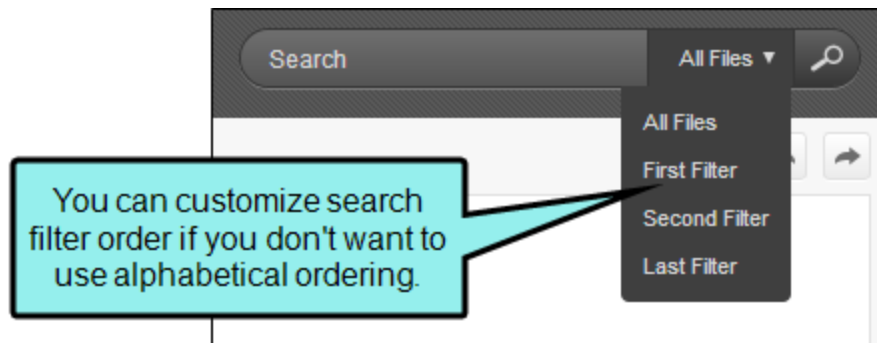 Search
All Files ▼
All Files
First Filter
Second Filter
Last Filter
You can customize search
filter order if you don't want to
use alphabetical ordering.